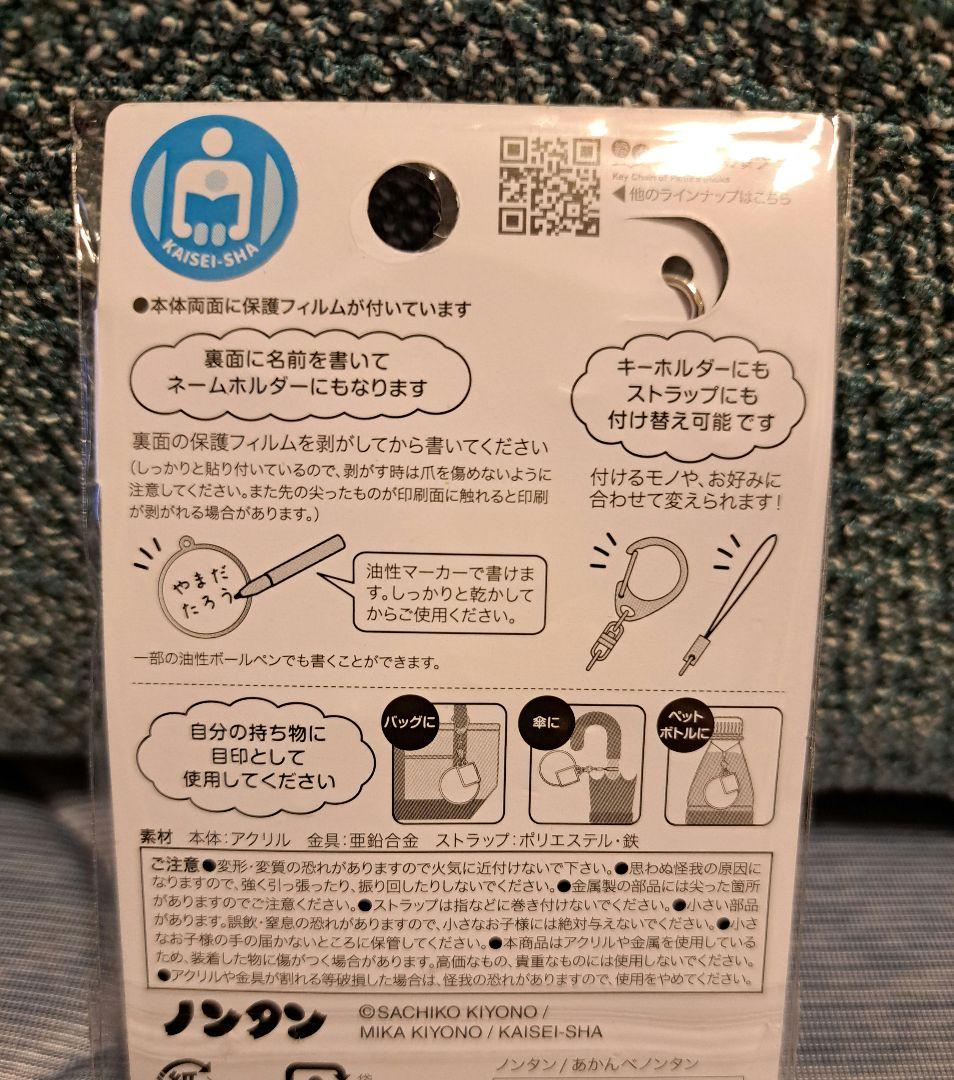 KAISEI-SHA
Key Chain of
◀他のラインナップはこちら
●本体両面に保護フィルムが付いています
裏面に名前を書いて
ネームホルダーにもなります
キーホルダーにも
ストラップにも
付け替え可能です
裏面の保護フィルムを剥がしてから書いてください
(しっかりと貼り付いているので、剥がす時は爪を傷めないように
注意してください。また先の尖ったものが印刷面に触れると印刷
が剥がれる場合があります。)
付けるモノや、お好みに
合わせて変えられます!
やまだ
たろう
油性マーカーで書けま
す。しっかりと乾かして
からご使用ください。
一部の油性ボールペンでも書くことができます。
自分の持ち物に
目印として
使用してください
バッグに
傘に
ペット
ボトルに
素材 本体:アクリル 金具:亜鉛合金 ストラップ:ポリエステル・鉄
ご注意●変形・変質の恐れがありますので火気に近付けないで下さい。●思わぬ怪我の原因に
なりますので、強く引っ張ったり、振り回したりしないでください。●金属製の部品には尖った箇所
がありますのでご注意ください。●ストラップは指などに巻き付けないでください。●小さい部品
があります。誤飲・窒息の恐れがありますので、小さなお子様には絶対与えないでください。●小さ
なお子様の手の届かないところに保管してください。●本商品はアクリルや金属を使用している
ため、装着した物に傷がつく場合があります。高価なもの、貴重なものには使用しないでください。
●アクリルや金具が割れる等破損した場合は、怪我の恐れがありますので、使用をやめてください。
ノンタン
©SACHIKO KIYONO /
MIKA KIYONO / KAISEI-SHA
ノンタン/あかんべノンタン
紙
袋